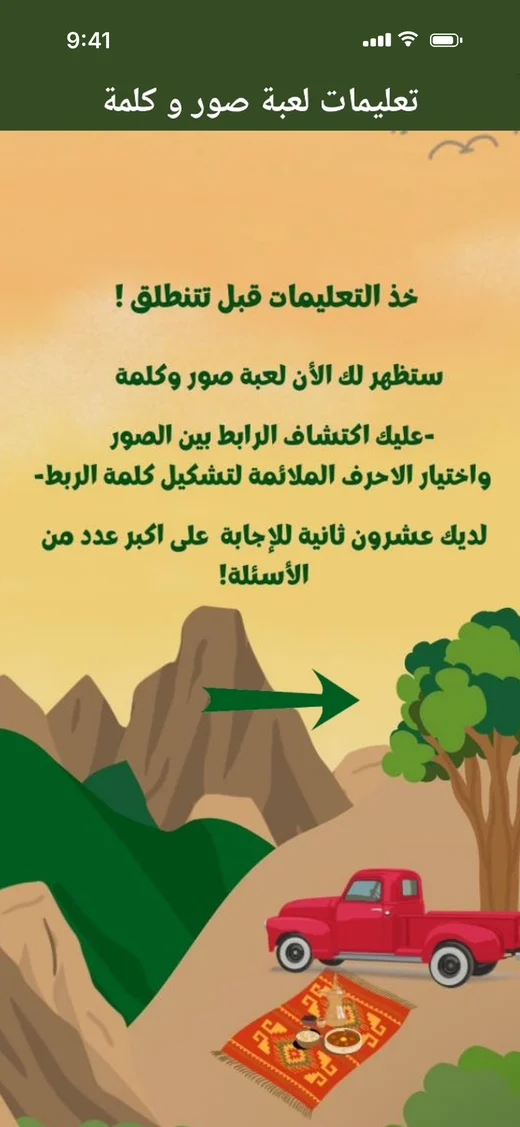 9:41
تعليمات لعبة صور و كلمة
خذ التعليمات قبل تتنطلق !
ستظهر لك الأن لعبة صور وكلمة
-عليك اكتشاف الرابط بين الصور
واختيار الاحرف الملائمة لتشكيل كلمة الربط-
لديك عشرون ثانية للإجابة على اكبر عدد من
الأسئلة!